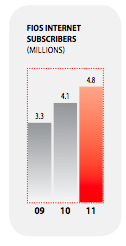 FIOS INTERNET
SUBSCRIBERS
(MILLIONS)
4.8
4.1
3.3
09 10 11